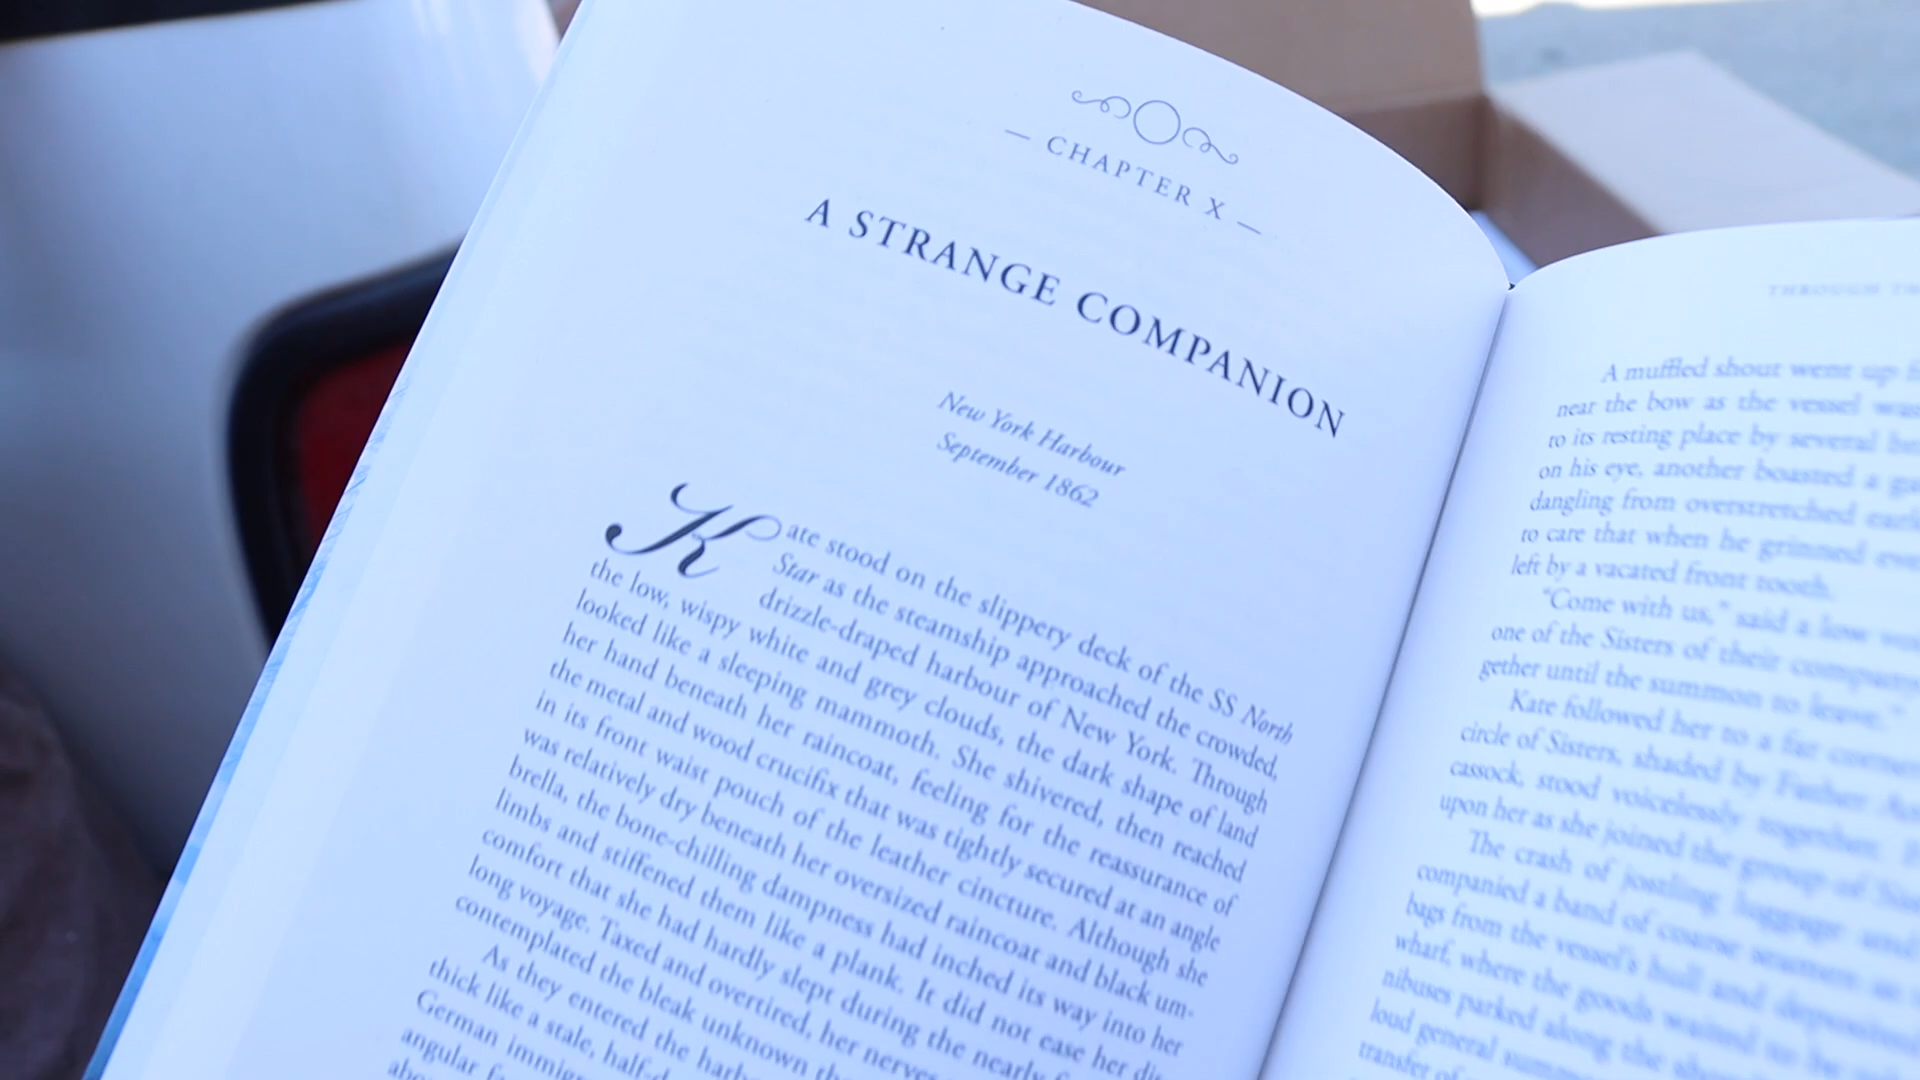 — CHAPTER X —
A STRANGE COMPANION
New York Harbour
September 1862
Kate stood on the slippery deck of the SS North
Star as the steamship approached the crowded,
drizzle-draped harbour of New York. Through
the low, wispy white and grey clouds, the dark shape of land
looked like a sleeping mammoth. She shivered, then reached
her hand beneath her raincoat, feeling for the reassurance of
the metal and wood crucifix that was tightly secured at an angle
in its front waist pouch of the leather cincture. Although she
was relatively dry beneath her oversized raincoat and black um-
brella, the bone-chilling dampness had inched its way into her
limbs and stiffened them like a plank. It did not ease her dis-
comfort that she had hardly slept during the nearly
long voyage. Taxed and overtired, her nerves
contemplated the bleak unknown
As they entered the
thick like a stale,
German
angular
THROUGH
A muffled shout went up
near the bow as the vessel was
to its resting place by several
on his eye, another boasted a
dangling from overstretched
to care that when he grinned
left by a vacated front tooth.
"Come with us," said a low
one of the Sisters of their company
gether until the summon to leave."
Kate followed her to a far corner
circle of Sisters, shaded by Father
cassock, stood voicelessly together.
upon her as she joined the group of
The crash of jostling luggage
companied a band of coarse seamen as
bags from the vessel's hull and deposited
wharf, where the goods waited to be
nibuses parked along the
loud general
transfer of